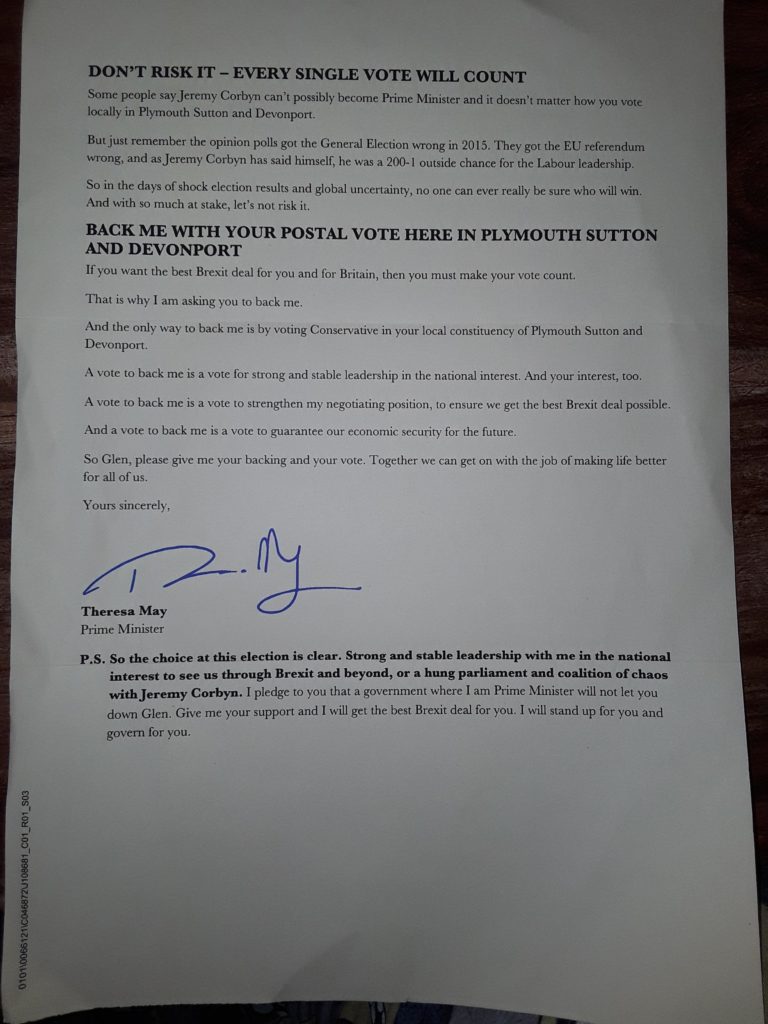 DON'T RISK IT – EVERY SINGLE VOTE WILL COUNT
Some people say Jeremy Corbyn can't possibly become Prime Minister and it doesn't matter how you vote
locally in Plymouth Sutton and Devonport.
But just remember the opinion polls got the General Election wrong in 2015. They got the EU referendum
wrong, and as Jeremy Corbyn has said himself, he was a 200-1 outside chance for the Labour leadership.
So in the days of shock election results and global uncertainty, no one can ever really be sure who will win.
And with so much at stake, let's not risk it.
BACK ME WITH YOUR POSTAL VOTE HERE IN PLYMOUTH SUTTON
AND DEVONPORT
If you want the best Brexit deal for you and for Britain, then you must make your vote count.
That is why I am asking you to back me.
And the only way to back me is by voting Conservative in your local constituency of Plymouth Sutton and
Devonport.
A vote to back me is a vote for strong and stable leadership in the national interest. And your interest, too.
A vote to back me is a vote to strengthen my negotiating position, to ensure we get the best Brexit deal possible.
And a vote to back me is a vote to guarantee our economic security for the future.
So Glen, please give me your backing and your vote. Together we can get on with the job of making life better
for all of us.
Yours sincerely,
Theresa May
Prime Minister
P.S. So the choice at this election is clear. Strong and stable leadership with me in the national
interest to see us through Brexit and beyond, or a hung parliament and coalition of chaos
with Jeremy Corbyn. I pledge to you that a government where I am Prime Minister will not let you
down Glen. Give me your support and I will get the best Brexit deal for you. I will stand up for you and
govern for you.
0101\0066121\C046872\J108681_C01_R01_S03